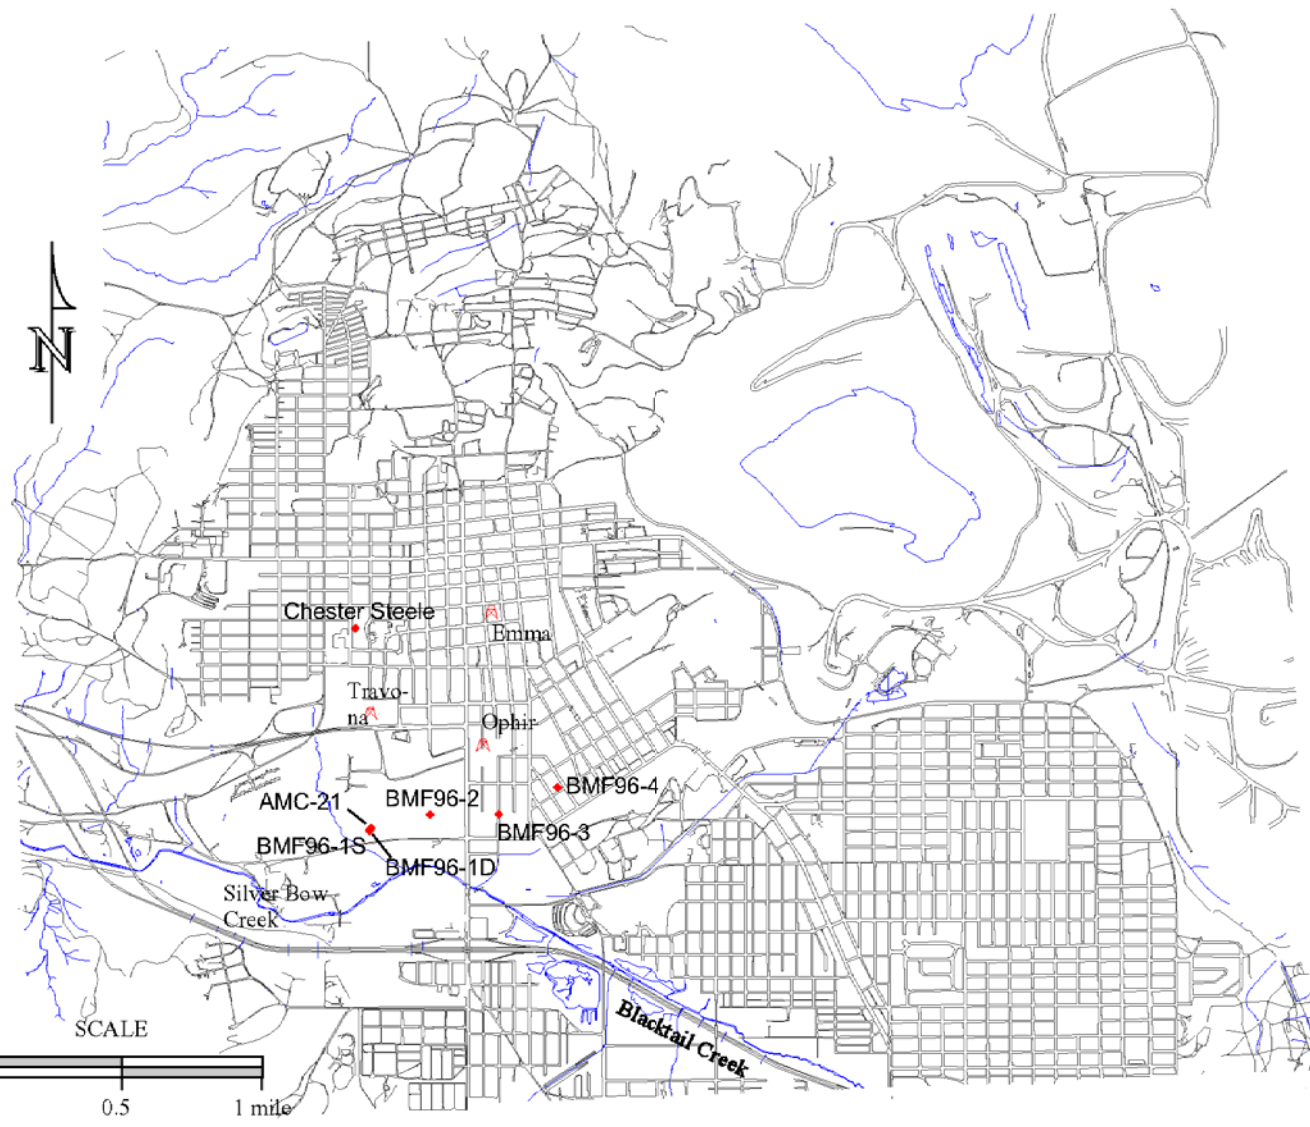 N
Chester Steele
Emma
Travo-
na
Ophir
BMF96-4
AMC-21
BMF96-2
BMF96-3
BMF96-1S
BMF96-1D
Silver Bow
Creek
Blacktail Creek
SCALE
0.5
1 mile